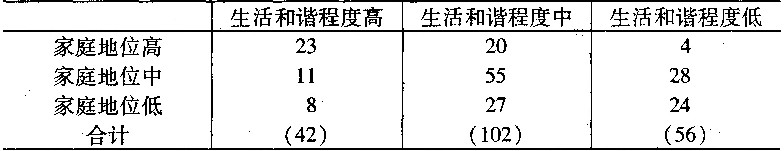 生活和谐程度高 生活和谐程度中 生活和谐程度低
家庭地位高 23 20 4
家庭地位中 11 55 28
家庭地位低 8 27 24
合计 (42) (102) (56)